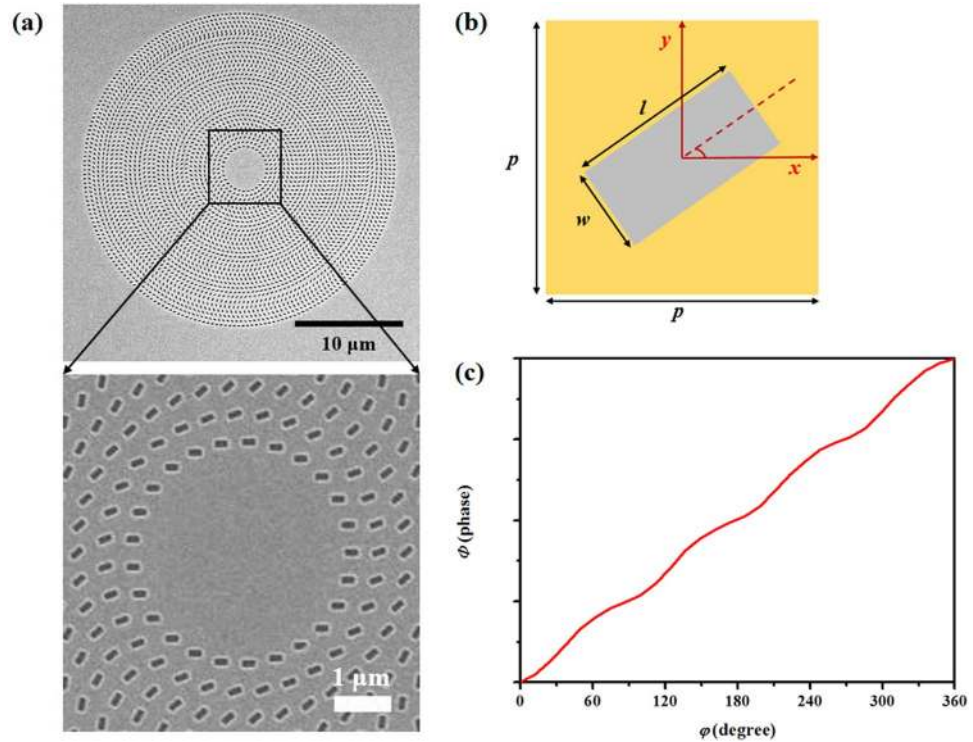 (a)
10 μm
1 μm
(b)
y
l
x
w
p
p
(c)
Φ (phase)
0 60 120 180 240 300 360
φ (degree)